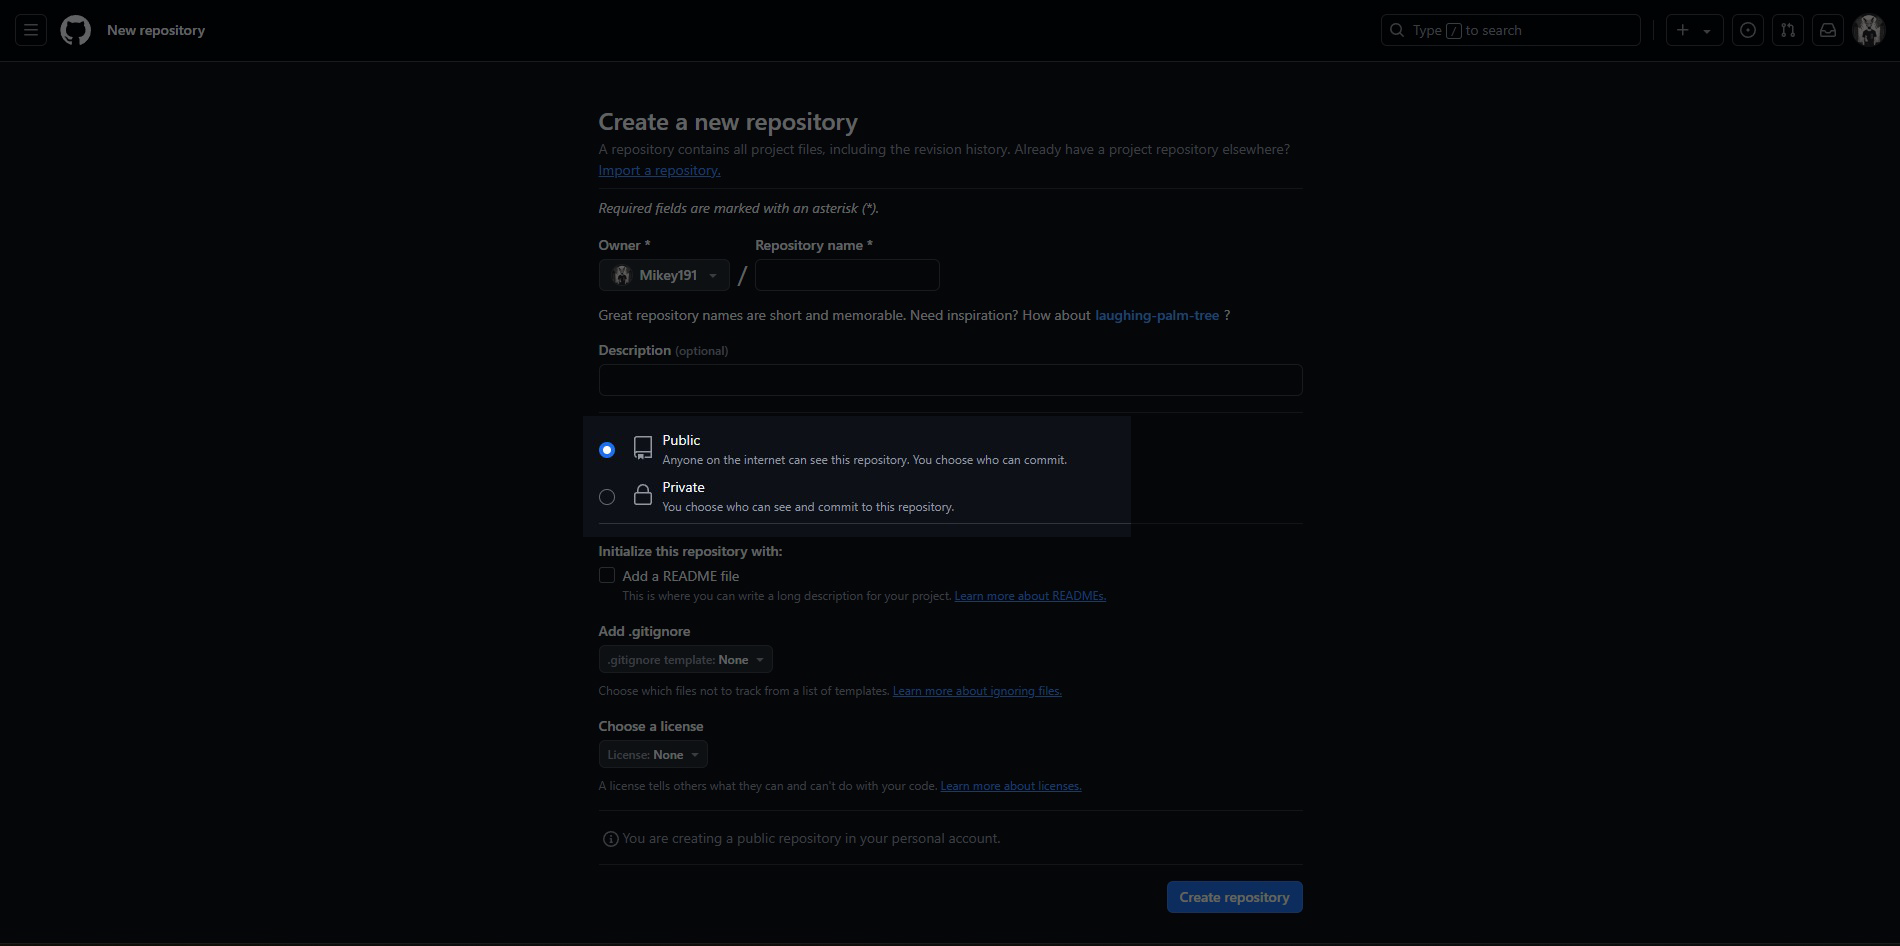 New repository
Type / to search
Create a new repository
A repository contains all project files, including the revision history. Already have a project repository elsewhere?
Import a repository.
Required fields are marked with an asterisk (*).
Owner * Repository name *
Mikey191 /
Great repository names are short and memorable. Need inspiration? How about laughing-palm-tree ?
Description (optional)
Public
Anyone on the internet can see this repository. You choose who can commit.
Private
You choose who can see and commit to this repository.
Initialize this repository with:
Add a README file
This is where you can write a long description for your project. Learn more about READMEs.
Add .gitignore
.gitignore template: None
Choose which files not to track from a list of templates. Learn more about ignoring files.
Choose a license
License: None
A license tells others what they can and can't do with your code. Learn more about licenses.
You are creating a public repository in your personal account.
Create repository